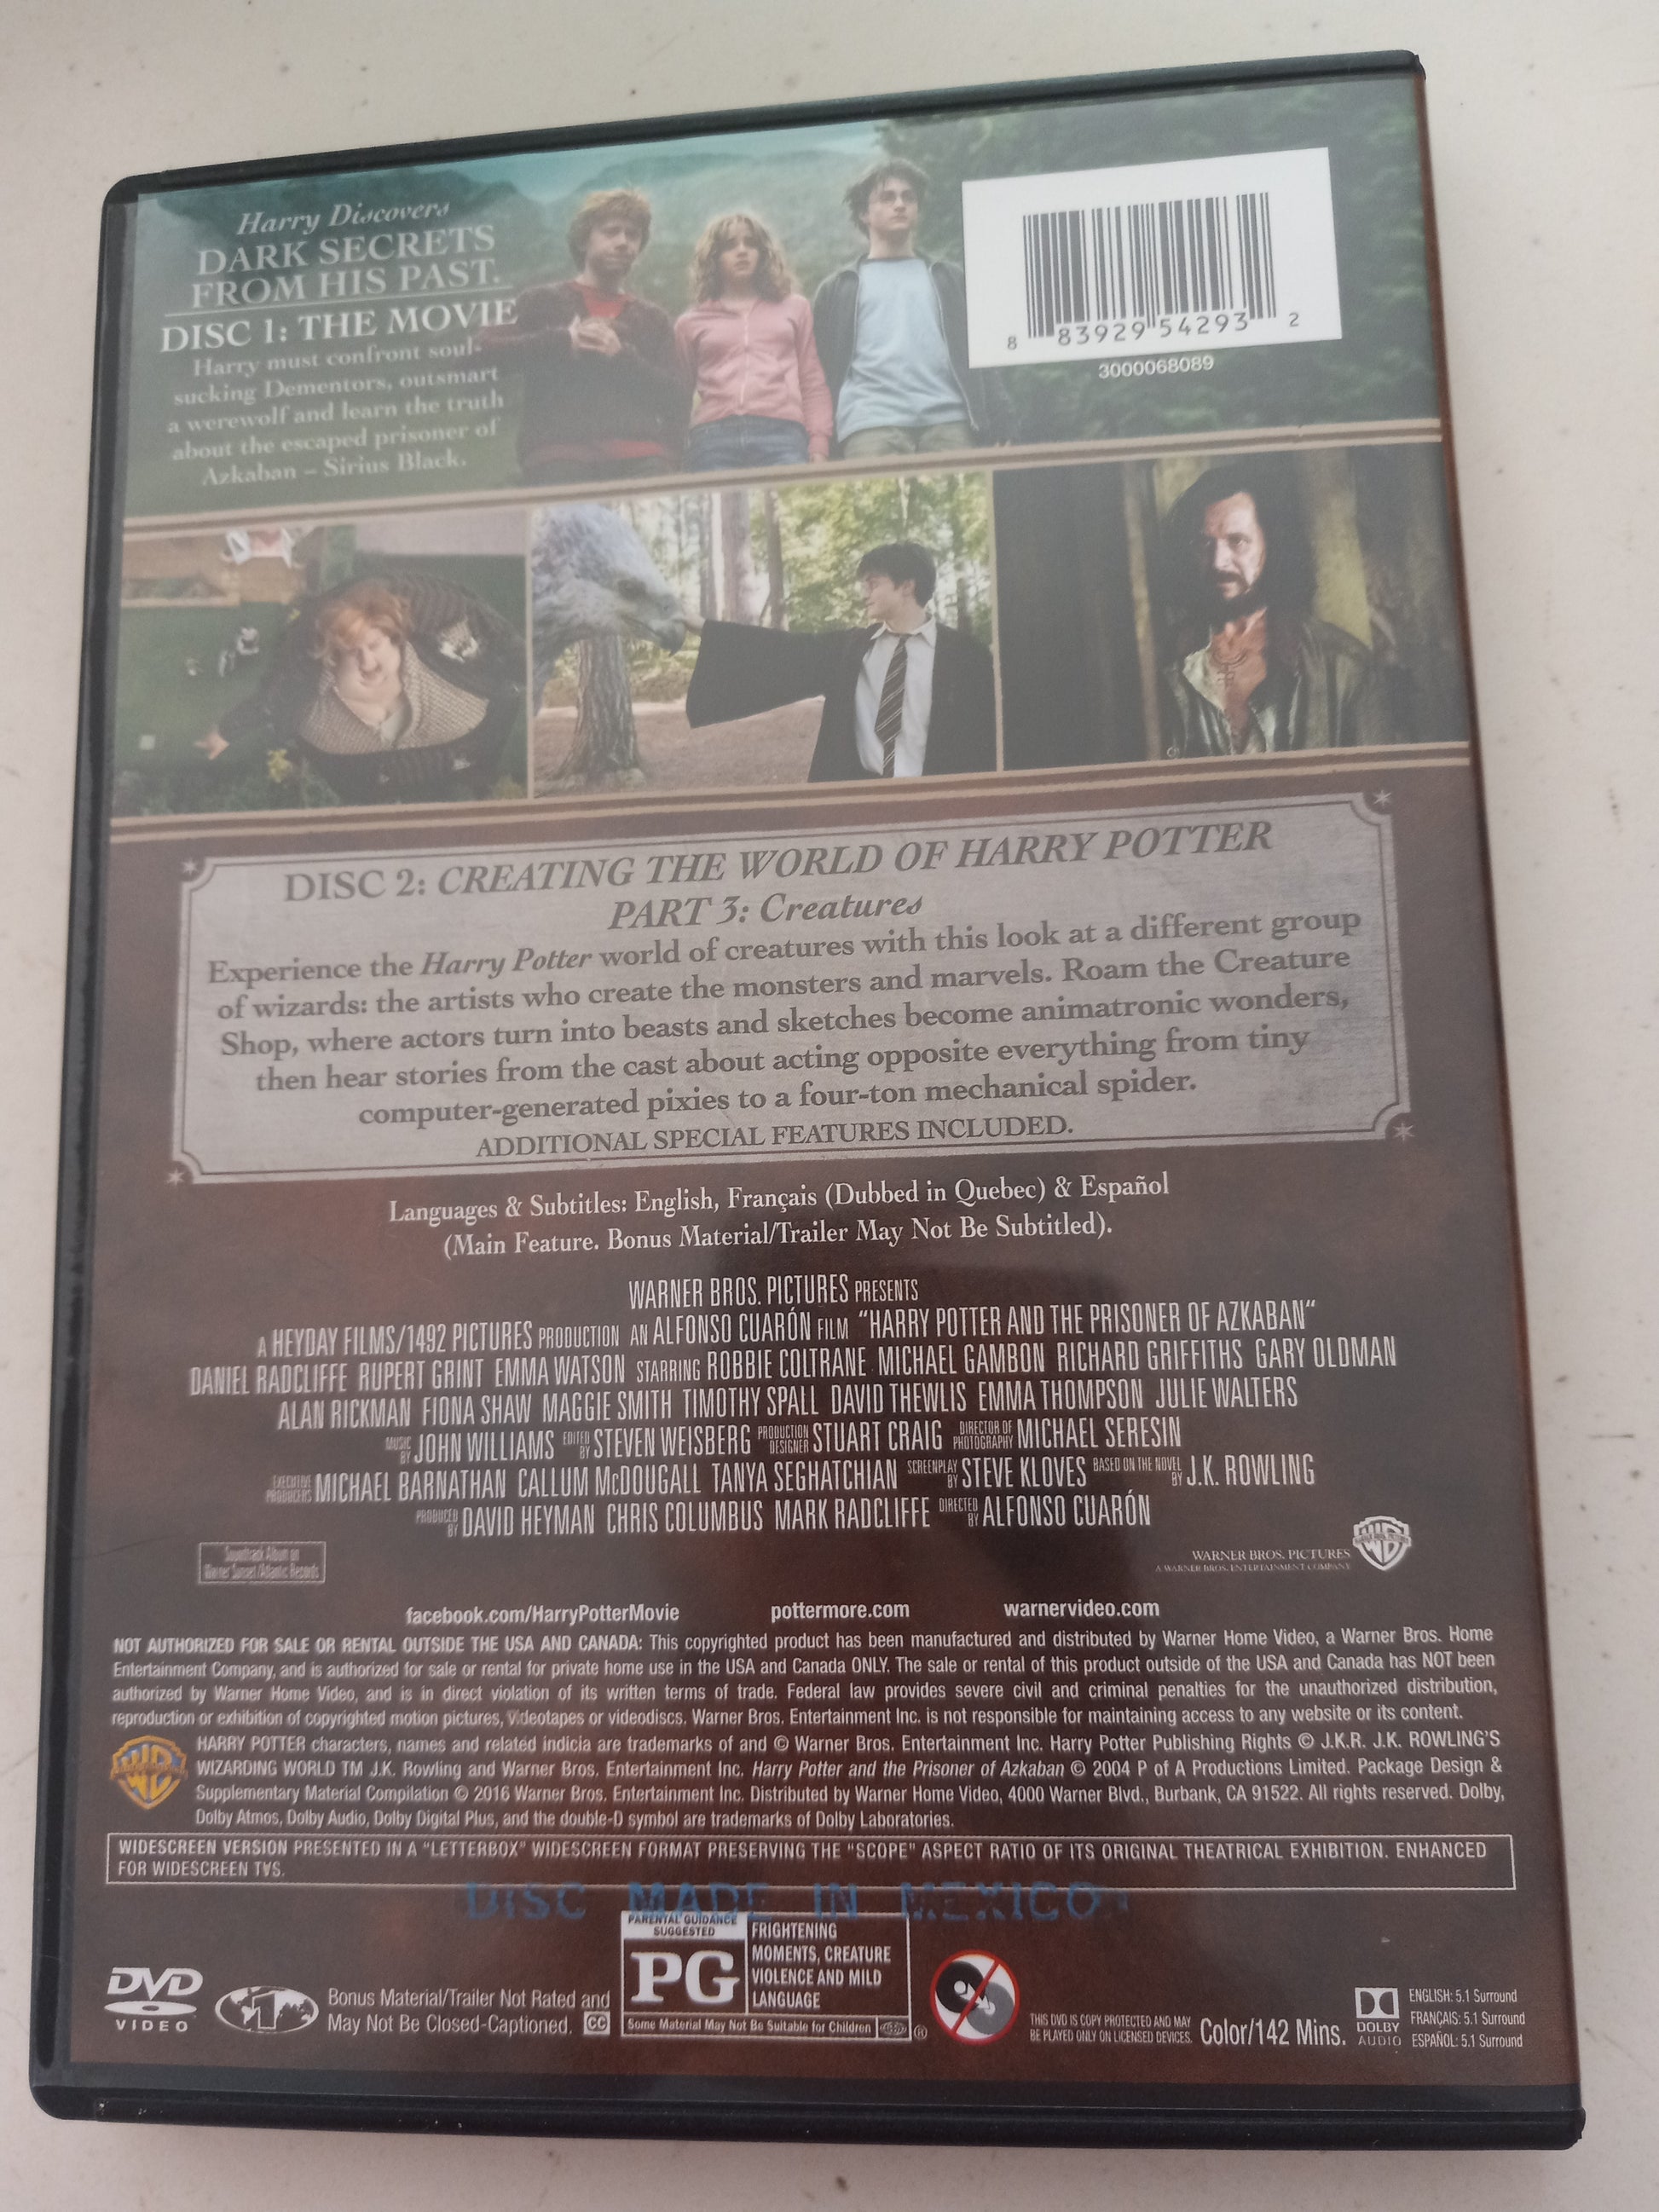 Harry Discovers
DARK SECRETS
FROM HIS PAST.
DISC 1: THE MOVIE
Harry must confront soul-
sucking Dementors, outsmart
a werewolf and learn the truth
about the escaped prisoner of
Azkaban – Sirius Black.
8 83929 54293 2
3000068089
DISC 2: CREATING THE WORLD OF HARRY POTTER
PART 3: Creatures
Experience the Harry Potter world of creatures with this look at a different group
of wizards: the artists who create the monsters and marvels. Roam the Creature
Shop, where actors turn into beasts and sketches become animatronic wonders,
then hear stories from the cast about acting opposite everything from tiny
computer-generated pixies to a four-ton mechanical spider.
ADDITIONAL SPECIAL FEATURES INCLUDED.
Languages & Subtitles: English, Français (Dubbed in Quebec) & Español
(Main Feature. Bonus Material/Trailer May Not Be Subtitled).
WARNER BROS. PICTURES PRESENTS
A HEYDAY FILMS/1492 PICTURES PRODUCTION AN ALFONSO CUARÓN FILM "HARRY POTTER AND THE PRISONER OF AZKABAN"
DANIEL RADCLIFFE RUPERT GRINT EMMA WATSON STARRING ROBBIE COLTRANE MICHAEL GAMBON RICHARD GRIFFITHS GARY OLDMAN
ALAN RICKMAN FIONA SHAW MAGGIE SMITH TIMOTHY SPALL DAVID THEWLIS EMMA THOMPSON JULIE WALTERS
MUSIC BY JOHN WILLIAMS EDITED BY STEVEN WEISBERG PRODUCTION DESIGNER STUART CRAIG DIRECTOR OF PHOTOGRAPHY MICHAEL SERESIN
EXECUTIVE PRODUCERS MICHAEL BARNATHAN CALLUM McDOUGALL TANYA SEGHATCHIAN SCREENPLAY BY STEVE KLOVES BASED ON THE NOVEL BY J.K. ROWLING
PRODUCED BY DAVID HEYMAN CHRIS COLUMBUS MARK RADCLIFFE DIRECTED BY ALFONSO CUARÓN
Soundtrack Album on
Warner Sunset/Atlantic Records
WARNER BROS. PICTURES
A WARNER BROS. ENTERTAINMENT COMPANY
facebook.com/HarryPotterMovie pottermore.com warnervideo.com
NOT AUTHORIZED FOR SALE OR RENTAL OUTSIDE THE USA AND CANADA: This copyrighted product has been manufactured and distributed by Warner Home Video, a Warner Bros. Home
Entertainment Company, and is authorized for sale or rental for private home use in the USA and Canada ONLY. The sale or rental of this product outside of the USA and Canada has NOT been
authorized by Warner Home Video, and is in direct violation of its written terms of trade. Federal law provides severe civil and criminal penalties for the unauthorized distribution,
reproduction or exhibition of copyrighted motion pictures, videotapes or videodiscs. Warner Bros. Entertainment Inc. is not responsible for maintaining access to any website or its content.
HARRY POTTER characters, names and related indicia are trademarks of and © Warner Bros. Entertainment Inc. Harry Potter Publishing Rights © J.K.R. J.K. ROWLING'S
WIZARDING WORLD TM J.K. Rowling and Warner Bros. Entertainment Inc. Harry Potter and the Prisoner of Azkaban © 2004 P of A Productions Limited. Package Design &
Supplementary Material Compilation © 2016 Warner Bros. Entertainment Inc. Distributed by Warner Home Video, 4000 Warner Blvd., Burbank, CA 91522. All rights reserved. Dolby,
Dolby Atmos, Dolby Audio, Dolby Digital Plus, and the double-D symbol are trademarks of Dolby Laboratories.
WIDESCREEN VERSION PRESENTED IN A "LETTERBOX" WIDESCREEN FORMAT PRESERVING THE "SCOPE" ASPECT RATIO OF ITS ORIGINAL THEATRICAL EXHIBITION. ENHANCED
FOR WIDESCREEN TVS.
DISC MADE IN MEXICO
DVD
VIDEO
1
Bonus Material/Trailer Not Rated and
May Not Be Closed-Captioned. CC
PARENTAL GUIDANCE
SUGGESTED
PG
FRIGHTENING
MOMENTS, CREATURE
VIOLENCE AND MILD
LANGUAGE
Some Material May Not Be Suitable for Children
®
THIS DVD IS COPY PROTECTED AND MAY
BE PLAYED ONLY ON LICENSED DEVICES.
Color/142 Mins.
DOLBY
AUDIO
ENGLISH: 5.1 Surround
FRANÇAIS: 5.1 Surround
ESPAÑOL: 5.1 Surround